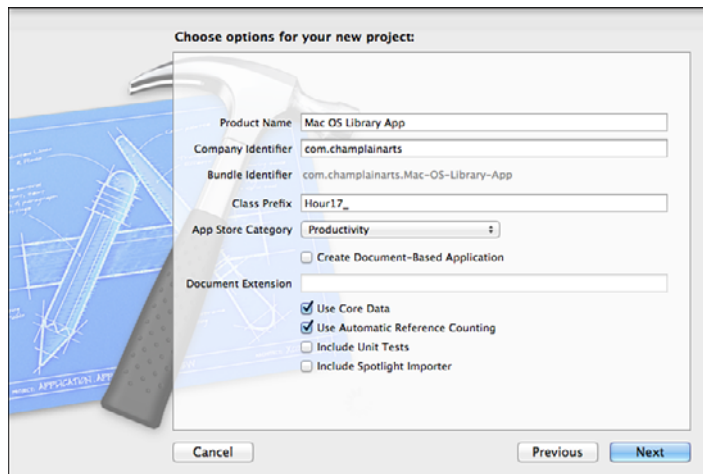 Choose options for your new project:
Product Name Mac OS Library App
Company Identifier com.champlainarts
Bundle Identifier com.champlainarts.Mac-OS-Library-App
Class Prefix Hour17_
App Store Category Productivity
Create Document-Based Application
Document Extension
Use Core Data
Use Automatic Reference Counting
Include Unit Tests
Include Spotlight Importer
APPLICATION APP
Cancel Previous Next